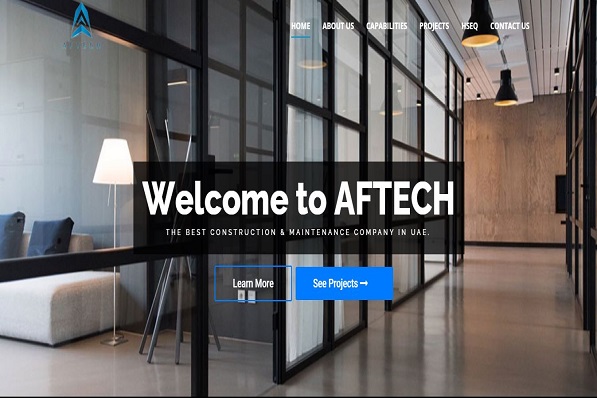 HOME ABOUT US CAPABILITIES PROJECTS HSEQ CONTACT US
Welcome to AFTECH
THE BEST CONSTRUCTION & MAINTENANCE COMPANY IN UAE.
Learn More See Projects →